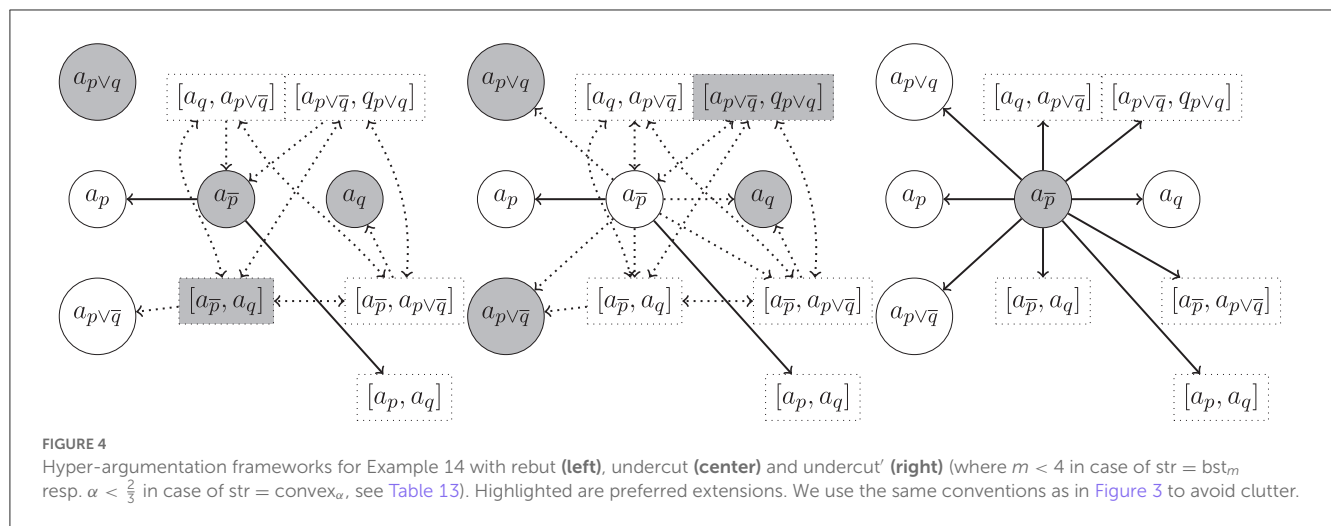 a_{p∨q}
[a_q, a_{p∨q̅}] [a_{p∨q̅}, q_{p∨q}]
a_p a_{p̅} a_q
a_{p∨q̅} [a_{p̅}, a_q] [a_{p̅}, a_{p∨q̅}]
[a_p, a_q]
a_{p∨q}
[a_q, a_{p∨q̅}] [a_{p∨q̅}, q_{p∨q}]
a_p a_{p̅} a_q
a_{p∨q̅} [a_{p̅}, a_q] [a_{p̅}, a_{p∨q̅}]
[a_p, a_q]
a_{p∨q}
[a_q, a_{p∨q̅}] [a_{p∨q̅}, q_{p∨q}]
a_p a_{p̅} a_q
a_{p∨q̅} [a_{p̅}, a_q] [a_{p̅}, a_{p∨q̅}]
[a_p, a_q]
FIGURE 4
Hyper-argumentation frameworks for Example 14 with rebut (left), undercut (center) and undercut′ (right) (where m < 4 in case of str = bst_m
resp. α < 2/3 in case of str = convex_α, see Table 13). Highlighted are preferred extensions. We use the same conventions as in Figure 3 to avoid clutter.